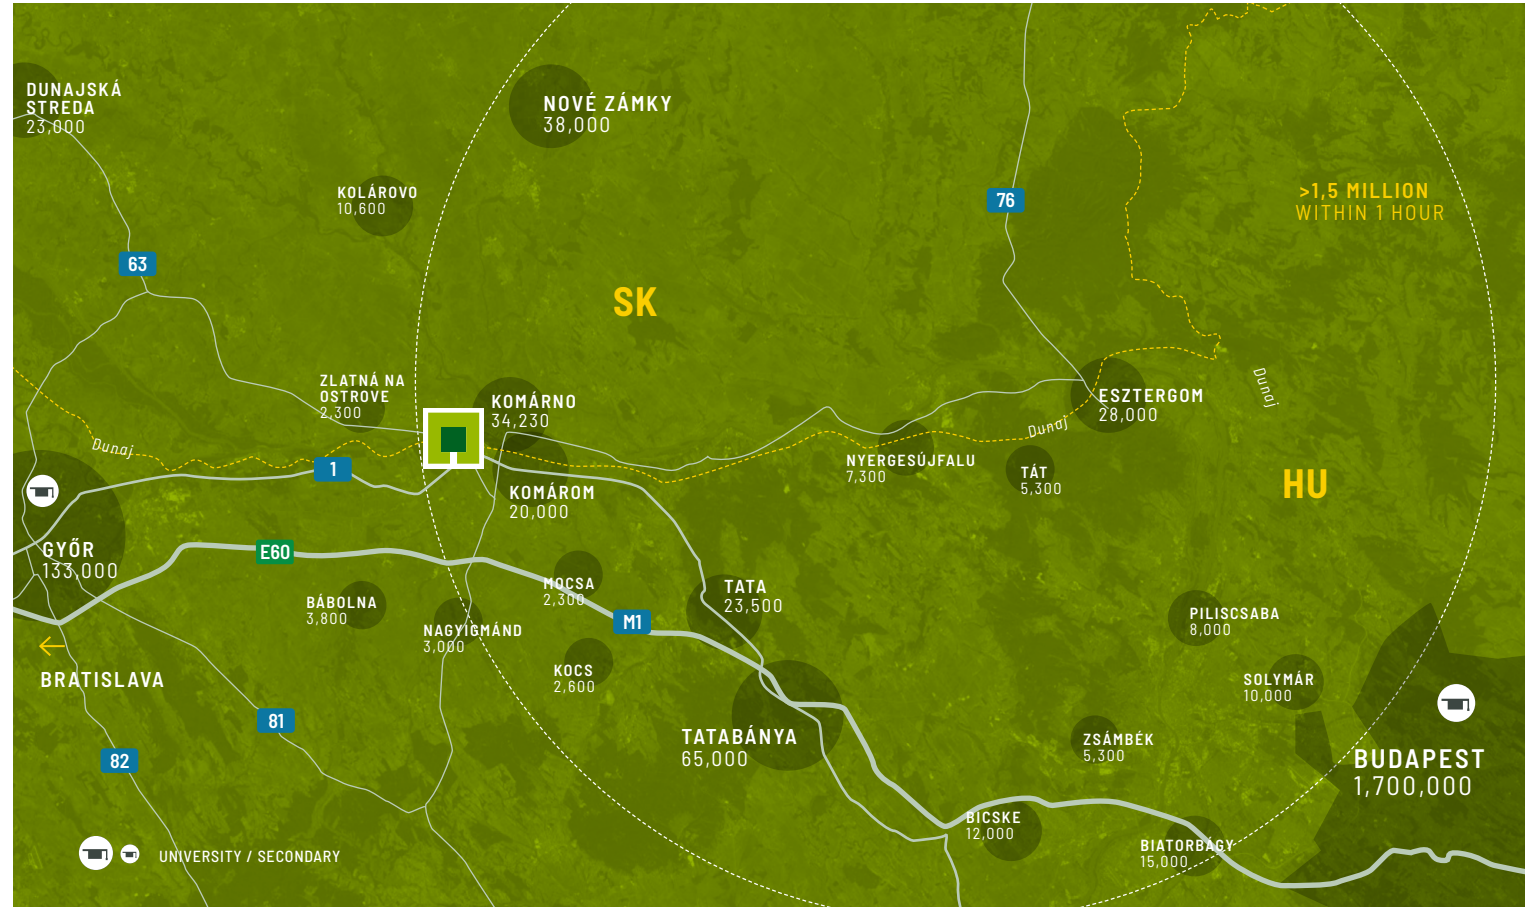 DUNAJSKÁ
STREDA
23,000
NOVÉ ZÁMKY
38,000
KOLÁROVO
10,600
76
>1,5 MILLION
WITHIN 1 HOUR
63
SK
ZLATNÁ NA
OSTROVE
2,300
KOMÁRNO
34,230
ESZTERGOM
28,000
Dunaj
Dunaj
Dunaj
1
NYERGESÚJFALU
7,300
TÁT
5,300
HU
KOMÁROM
20,000
GYŐR
133,000
E60
MOCSA
2,300
TATA
23,500
BÁBOLNA
3,800
NAGYIGMÁND
3,000
M1
PILISCSABA
8,000
BRATISLAVA
KOCS
2,600
SOLYMÁR
10,000
81
TATABÁNYA
65,000
ZSÁMBÉK
5,300
82
BUDAPEST
1,700,000
BICSKE
12,000
BIATORBÁGY
15,000
UNIVERSITY / SECONDARY